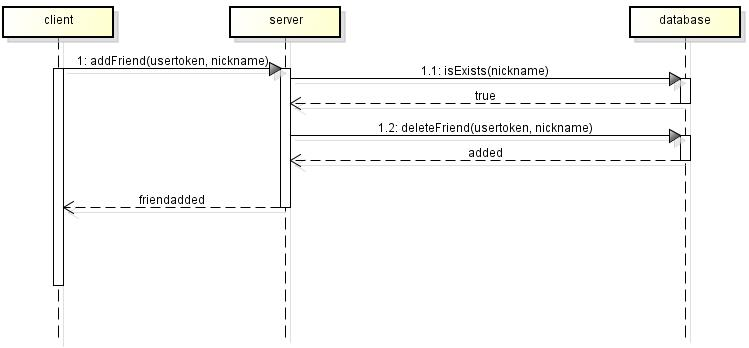 client
server
database
1: addFriend(usertoken, nickname)
1.1: isExists(nickname)
true
1.2: deleteFriend(usertoken, nickname)
added
friendadded